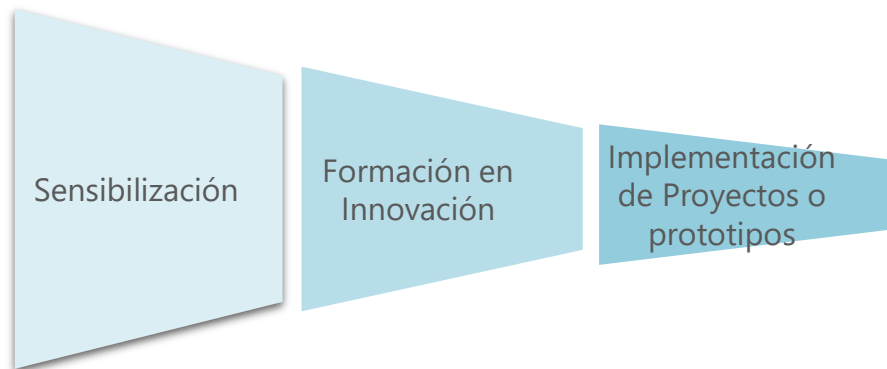 Sensibilización
Formación en
Innovación
Implementación
de Proyectos o
prototipos